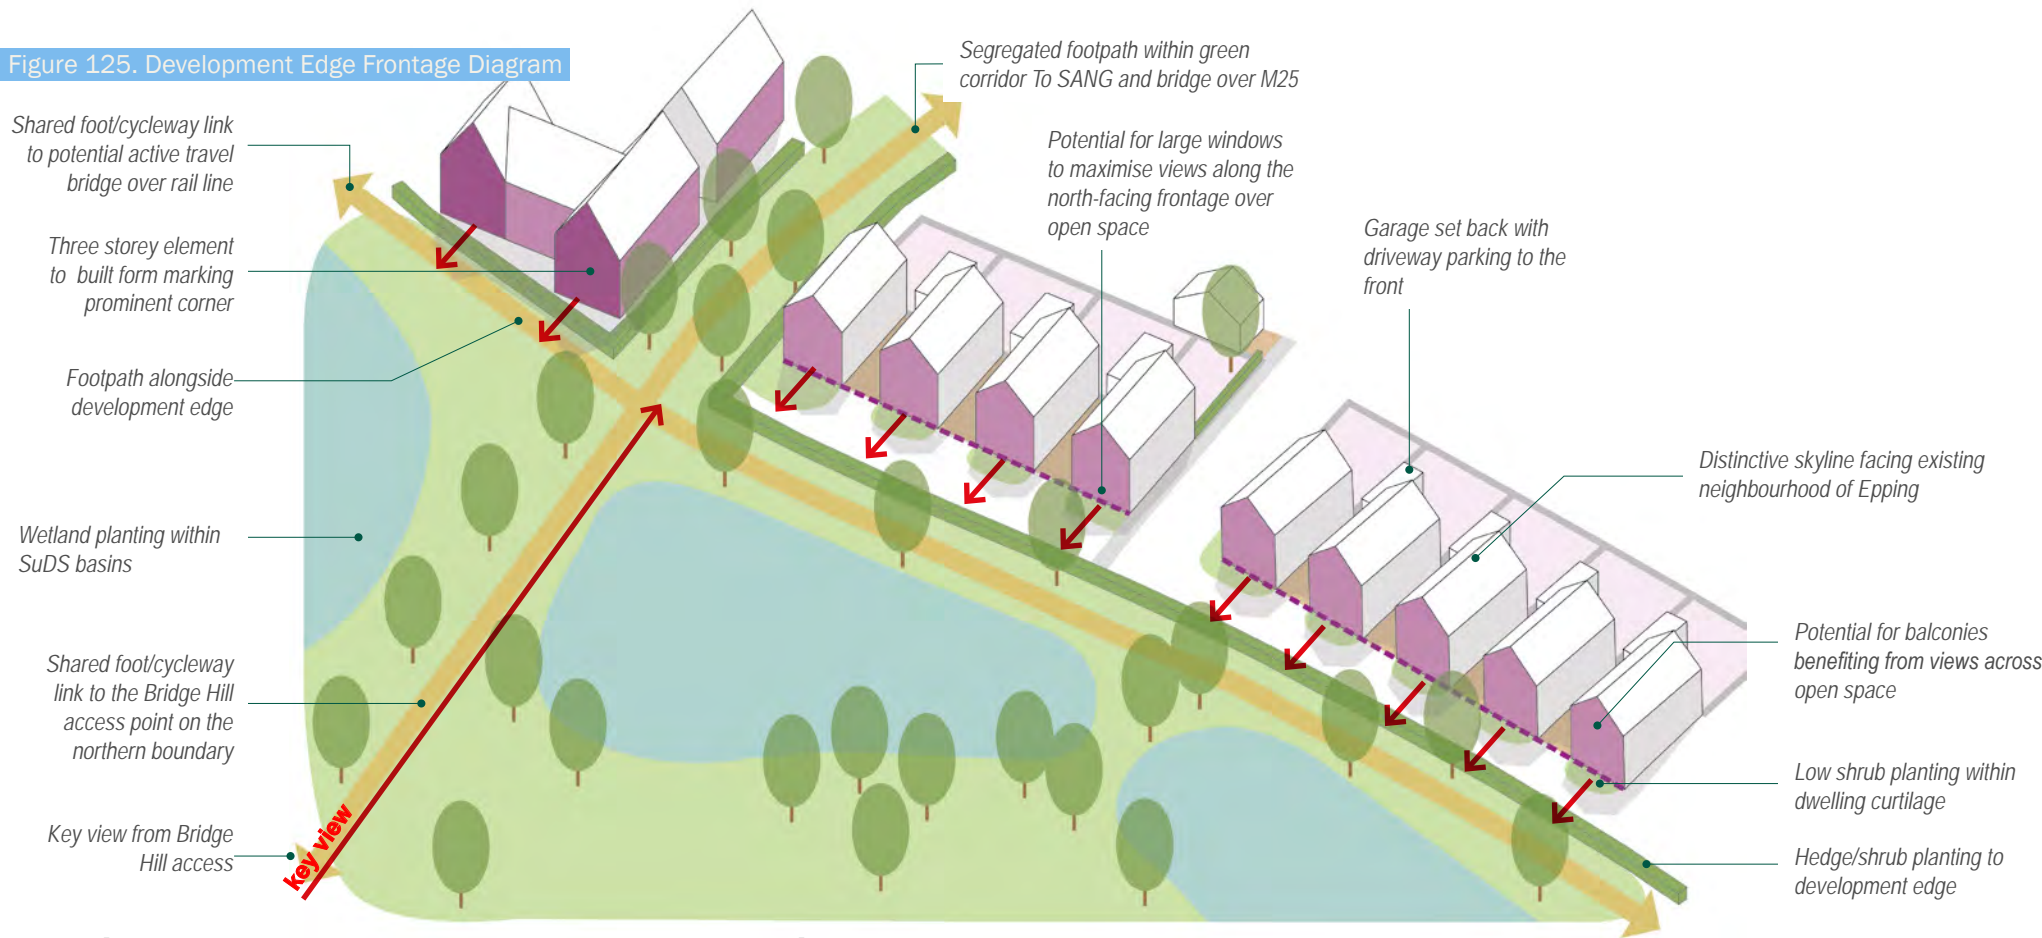 Figure 125. Development Edge Frontage Diagram
Segregated footpath within green
corridor To SANG and bridge over M25
Shared foot/cycleway link
to potential active travel
bridge over rail line
Potential for large windows
to maximise views along the
north-facing frontage over
open space
Garage set back with
driveway parking to the
front
Three storey element
to built form marking
prominent corner
Footpath alongside
development edge
Distinctive skyline facing existing
neighbourhood of Epping
Wetland planting within
SuDS basins
Potential for balconies
benefiting from views across
open space
Shared foot/cycleway
link to the Bridge Hill
access point on the
northern boundary
Low shrub planting within
dwelling curtilage
Key view from Bridge
Hill access
key view
Hedge/shrub planting to
development edge